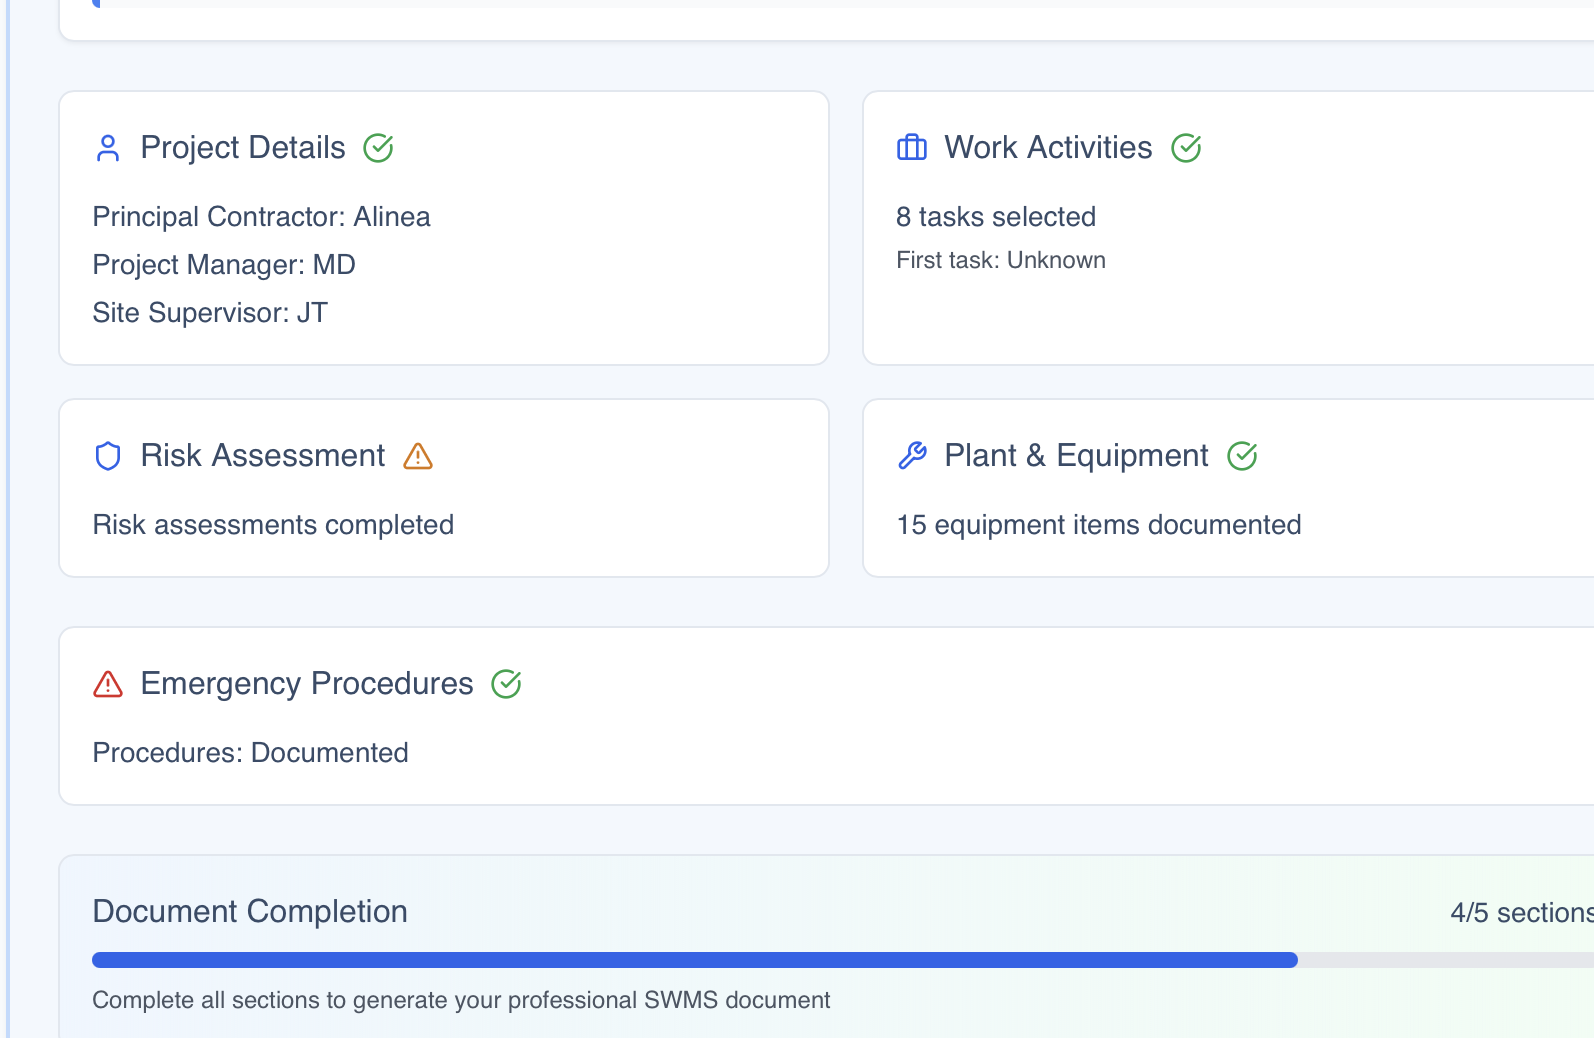 Project Details
Principal Contractor: Alinea
Project Manager: MD
Site Supervisor: JT
Work Activities
8 tasks selected
First task: Unknown
Risk Assessment
Risk assessments completed
Plant & Equipment
15 equipment items documented
Emergency Procedures
Procedures: Documented
Document Completion
4/5 sections
Complete all sections to generate your professional SWMS document